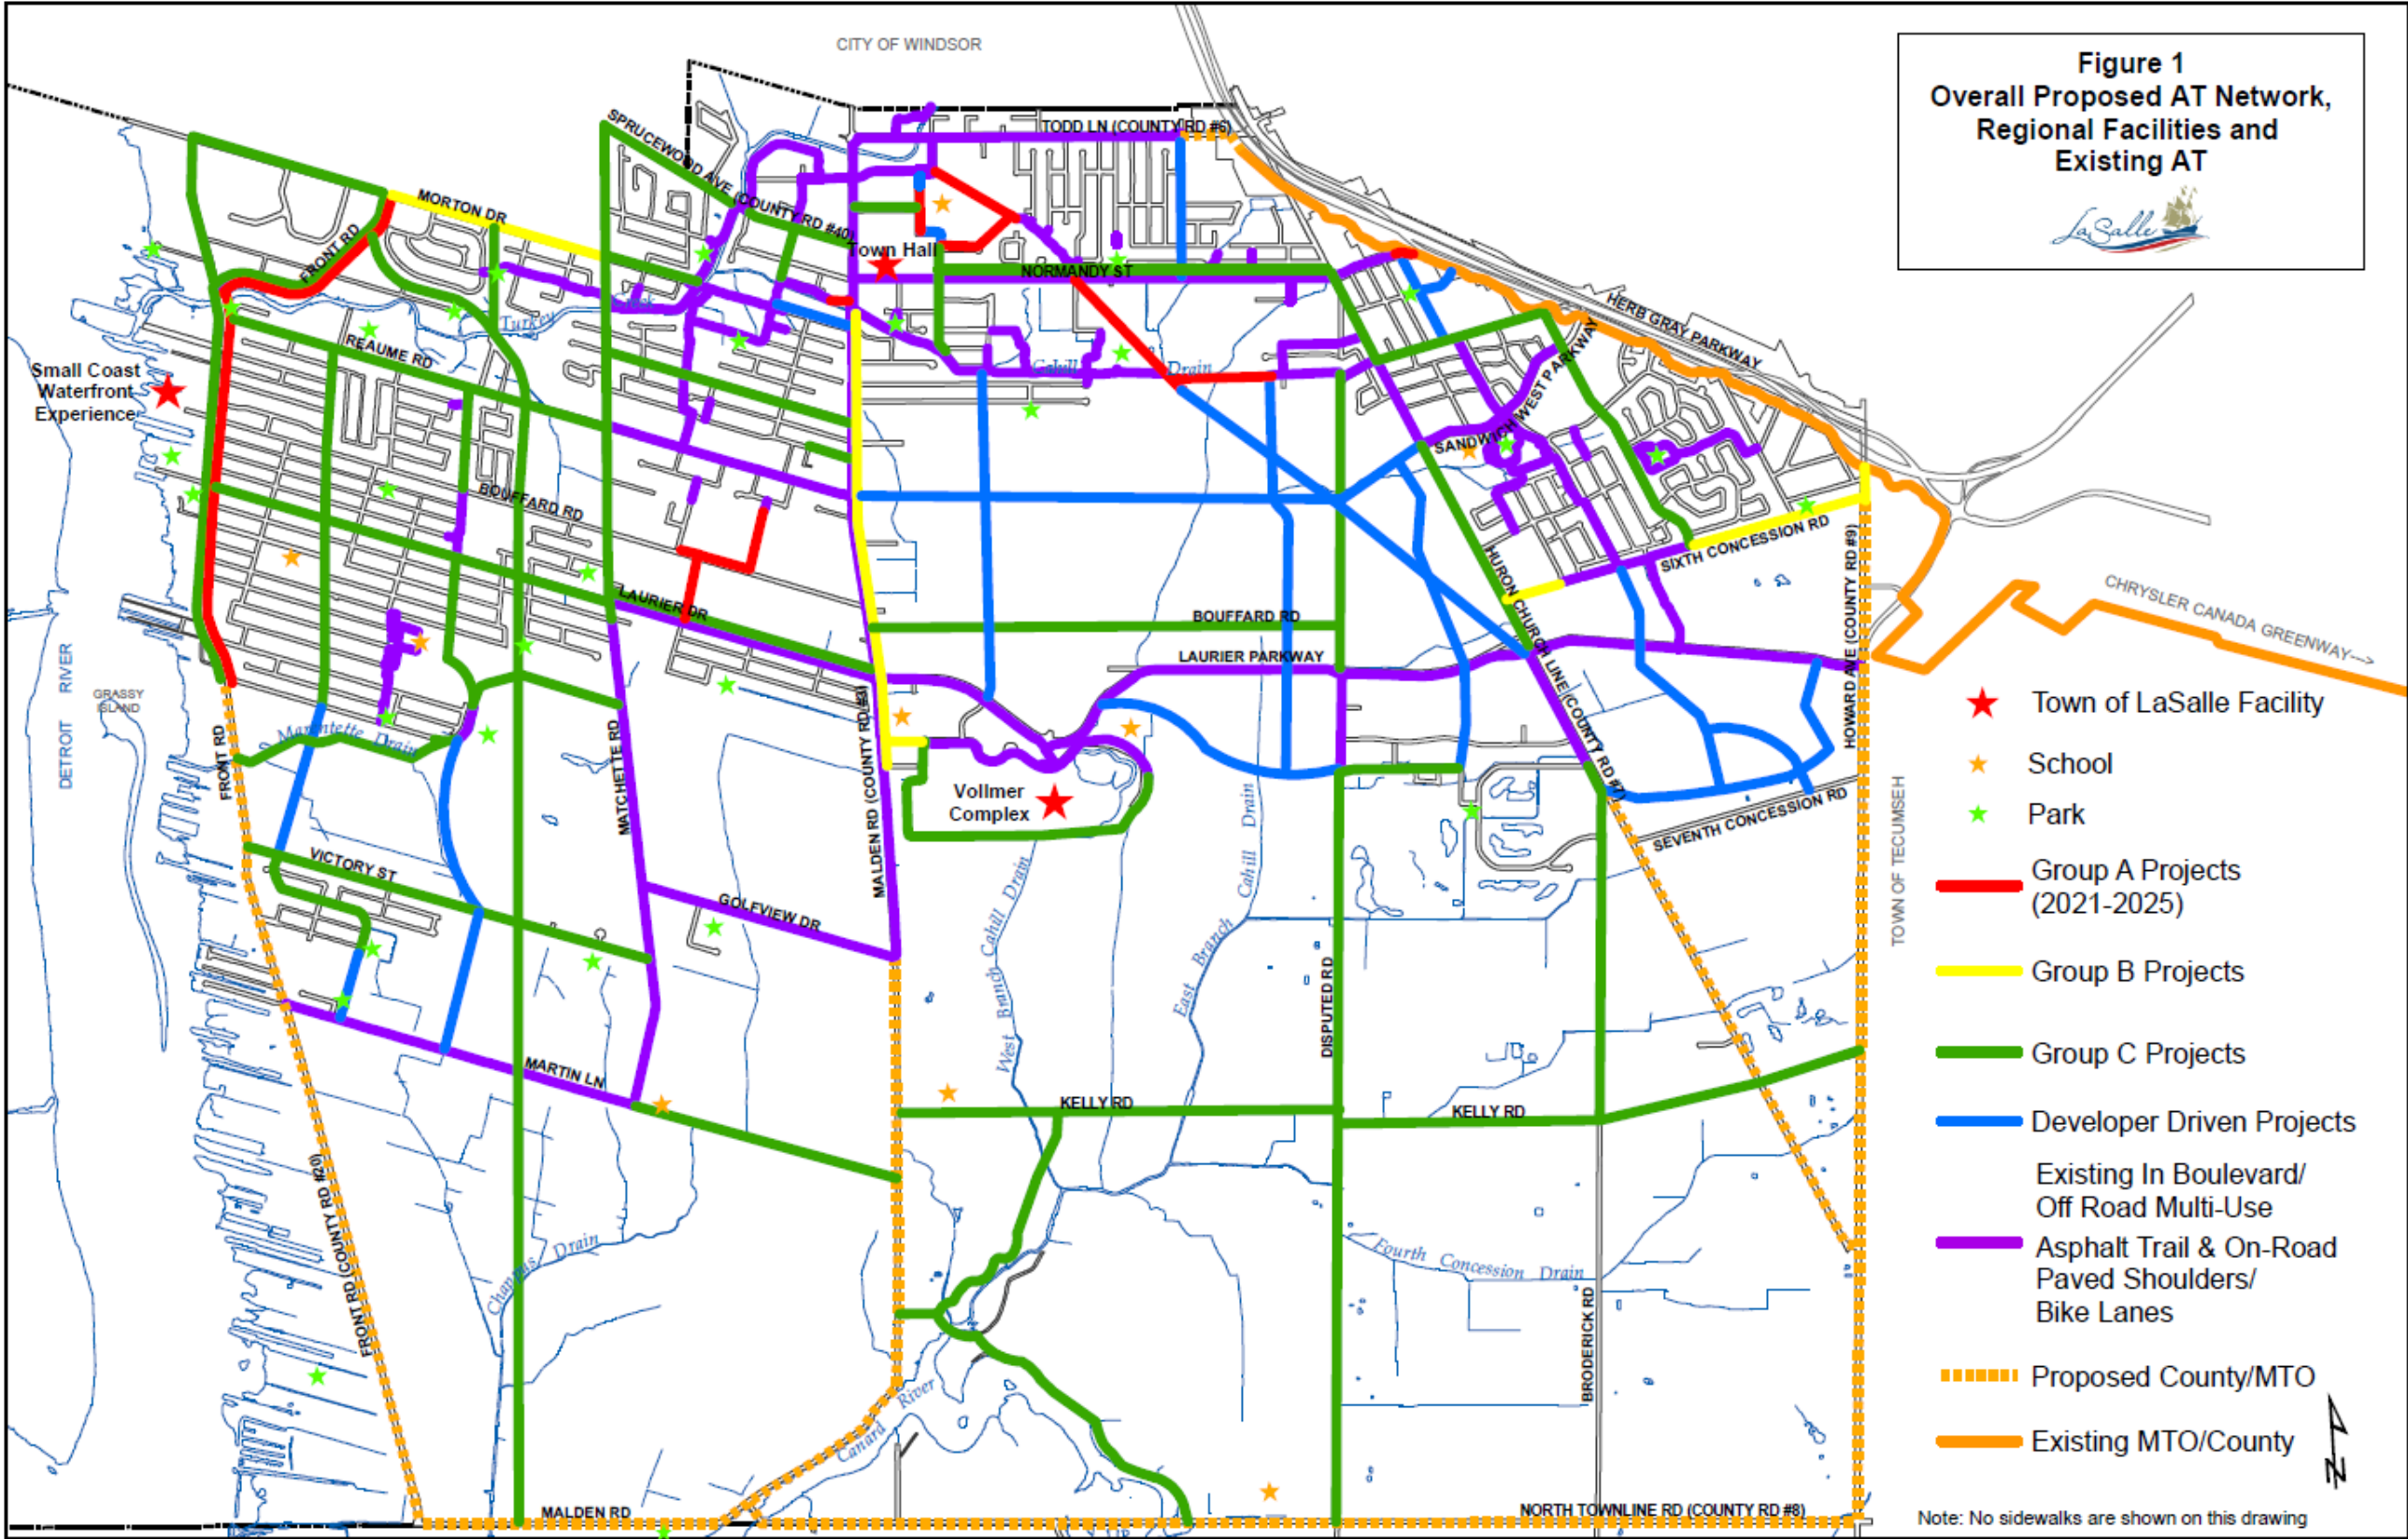 CITY OF WINDSOR
Figure 1
Overall Proposed AT Network,
Regional Facilities and
Existing AT
LaSalle
TODD LN (COUNTY RD #6)
SPRUCEWOOD AVE (COUNTY RD #40)
MORTON DR
FRONT RD
Town Hall
NORMANDY ST
HERB GRAY PARKWAY
Turkey
Creek
REAUME RD
Cahill
Drain
Small Coast
Waterfront
Experience
SANDWICH WEST PARKWAY
BOUFFARD RD
SIXTH CONCESSION RD
HURON CHURCH LINE (COUNTY RD #7)
HOWARD AVE (COUNTY RD #9)
CHRYSLER CANADA GREENWAY--->
LAURIER DR
BOUFFARD RD
LAURIER PARKWAY
DETROIT RIVER
GRASSY
ISLAND
Marentette Drain
FRONT RD
MATCHETTE RD
MALDEN RD (COUNTY RD #3)
Vollmer
Complex
SEVENTH CONCESSION RD
TOWN OF TECUMSEH
VICTORY ST
GOLFVIEW DR
West Branch Cahill Drain
East Branch Cahill Drain
DISPUTED RD
MARTIN LN
KELLY RD
KELLY RD
FRONT RD (COUNTY RD #20)
Chappus Drain
Fourth Concession Drain
BRODERICK RD
Canard River
MALDEN RD
NORTH TOWNLINE RD (COUNTY RD #8)
Town of LaSalle Facility
School
Park
Group A Projects
(2021-2025)
Group B Projects
Group C Projects
Developer Driven Projects
Existing In Boulevard/
Off Road Multi-Use
Asphalt Trail & On-Road
Paved Shoulders/
Bike Lanes
Proposed County/MTO
Existing MTO/County
N
Note: No sidewalks are shown on this drawing